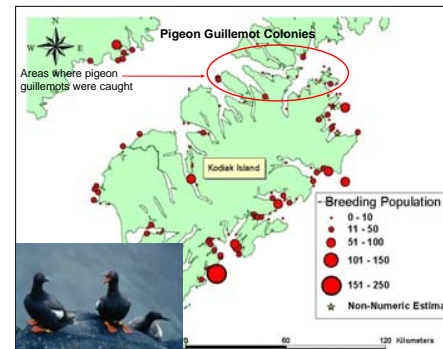 Pigeon Guillemot Colonies
N
W E
S
Areas where pigeon
guillemots were caught
Kodiak Island
Breeding Population
0 - 10
11 - 50
51 - 100
101 - 150
151 - 250
Non-Numeric Estima
0 60 120 Kilometers